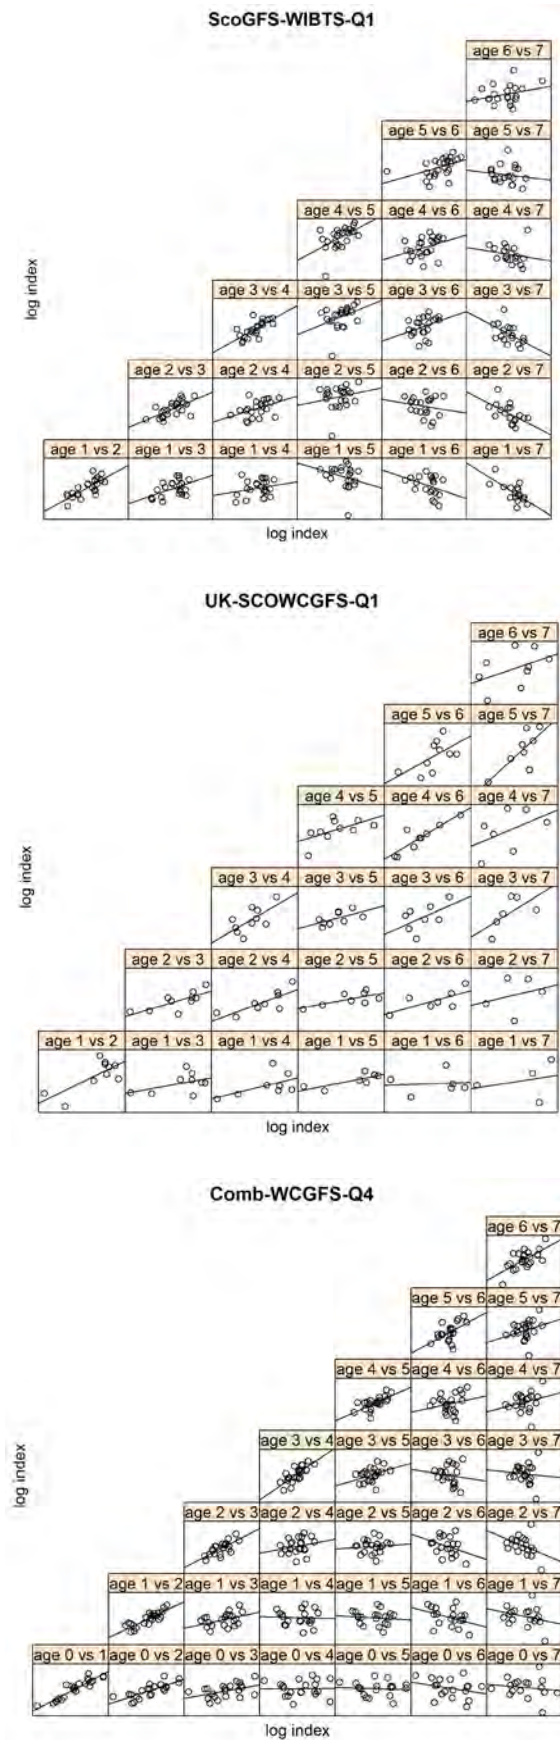 ScoGFS-WIBTS-Q1
age 6 vs 7
age 5 vs 6 age 5 vs 7
age 4 vs 5 age 4 vs 6 age 4 vs 7
log index
age 3 vs 4 age 3 vs 5 age 3 vs 6 age 3 vs 7
age 2 vs 3 age 2 vs 4 age 2 vs 5 age 2 vs 6 age 2 vs 7
age 1 vs 2 age 1 vs 3 age 1 vs 4 age 1 vs 5 age 1 vs 6 age 1 vs 7
log index
UK-SCOWCGFS-Q1
age 6 vs 7
age 5 vs 6 age 5 vs 7
age 4 vs 5 age 4 vs 6 age 4 vs 7
log index
age 3 vs 4 age 3 vs 5 age 3 vs 6 age 3 vs 7
age 2 vs 3 age 2 vs 4 age 2 vs 5 age 2 vs 6 age 2 vs 7
age 1 vs 2 age 1 vs 3 age 1 vs 4 age 1 vs 5 age 1 vs 6 age 1 vs 7
log index
Comb-WCGFS-Q4
age 6 vs 7
age 5 vs 6 age 5 vs 7
age 4 vs 5 age 4 vs 6 age 4 vs 7
age 3 vs 4 age 3 vs 5 age 3 vs 6 age 3 vs 7
log index
age 2 vs 3 age 2 vs 4 age 2 vs 5 age 2 vs 6 age 2 vs 7
age 1 vs 2 age 1 vs 3 age 1 vs 4 age 1 vs 5 age 1 vs 6 age 1 vs 7
age 0 vs 1 age 0 vs 2 age 0 vs 3 age 0 vs 4 age 0 vs 5 age 0 vs 6 age 0 vs 7
log index